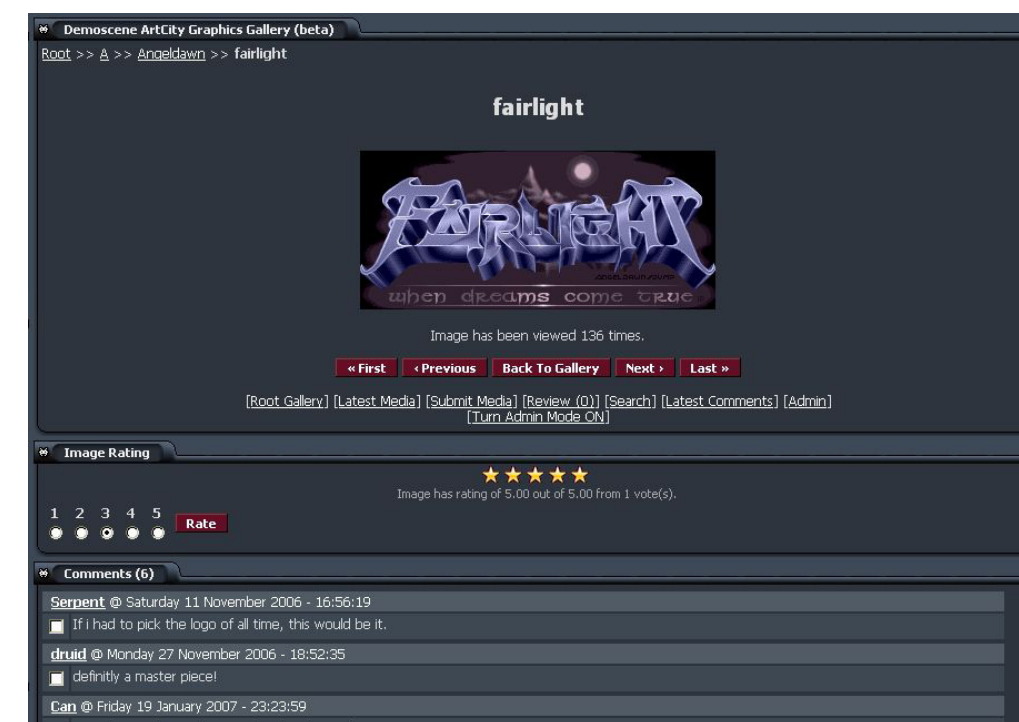 Demoscene ArtCity Graphics Gallery (beta)
Root >> A >> Angeldawn >> fairlight
fairlight
FAIRLIGHT
when dreams come true
Image has been viewed 136 times.
« First ‹ Previous Back To Gallery Next › Last »
[Root Gallery] [Latest Media] [Submit Media] [Review (0)] [Search] [Latest Comments] [Admin]
[Turn Admin Mode ON]
Image Rating
Image has rating of 5.00 out of 5.00 from 1 vote(s).
1 2 3 4 5
Rate
Comments (6)
Serpent @ Saturday 11 November 2006 - 16:56:19
If i had to pick the logo of all time, this would be it.
druid @ Monday 27 November 2006 - 18:52:35
definitly a master piece!
Can @ Friday 19 January 2007 - 23:23:59